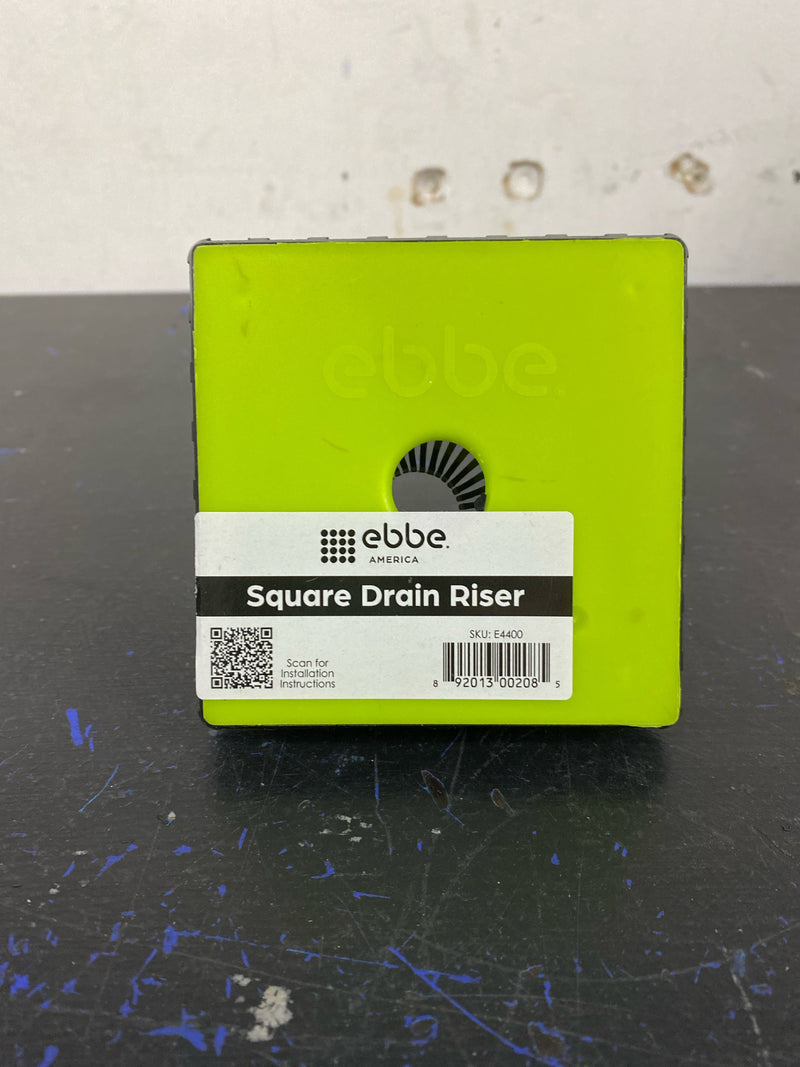 ebbe.
ebbe.
AMERICA
Square Drain Riser
SKU: E4400
Scan for
Installation
Instructions
8 92013 00208 5